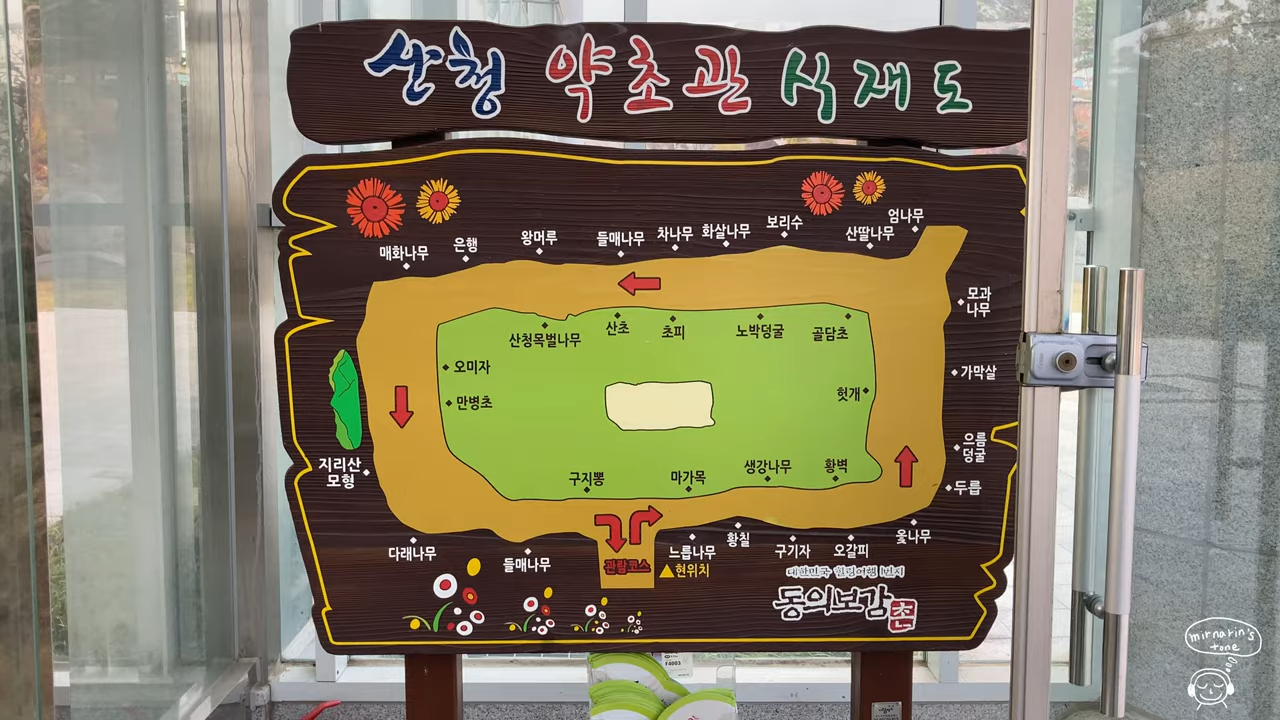 산청 약초관 식재도
엄나무
매화나무
은행
왕머루
들매나무
차나무
화살나무
보리수
산딸나무
모과
나무
산청목벌나무
산초
초피
노박덩굴
골담초
오미자
가막살
만병초
헛개
으름
덩굴
지리산
모형
구지뽕
마가목
생강나무
황벽
두릅
다래나무
들매나무
관람코스
느릅나무
▲현위치
황칠
구기자
오갈피
옻나무
대한민국 힐링여행 1번지
동의보감촌
F4003
mirnarin's
tone